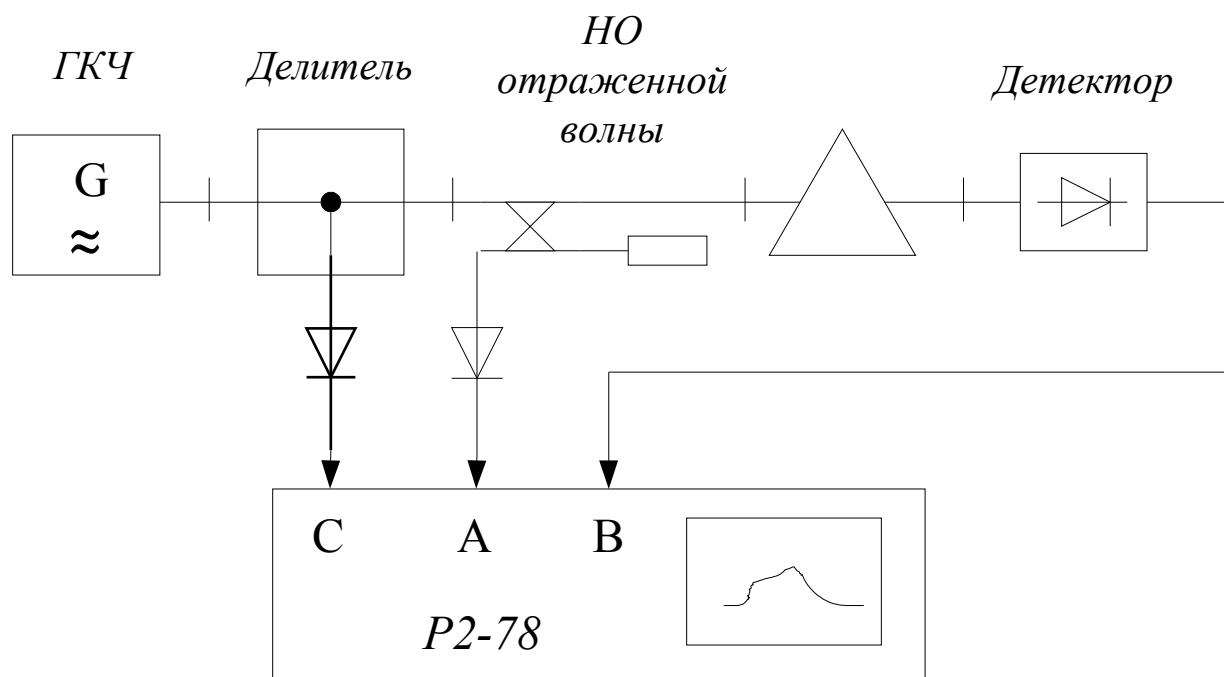 ГКЧ
Делитель
НО
отраженной
волны
Детектор
G
≈
C
A
B
Р2-78